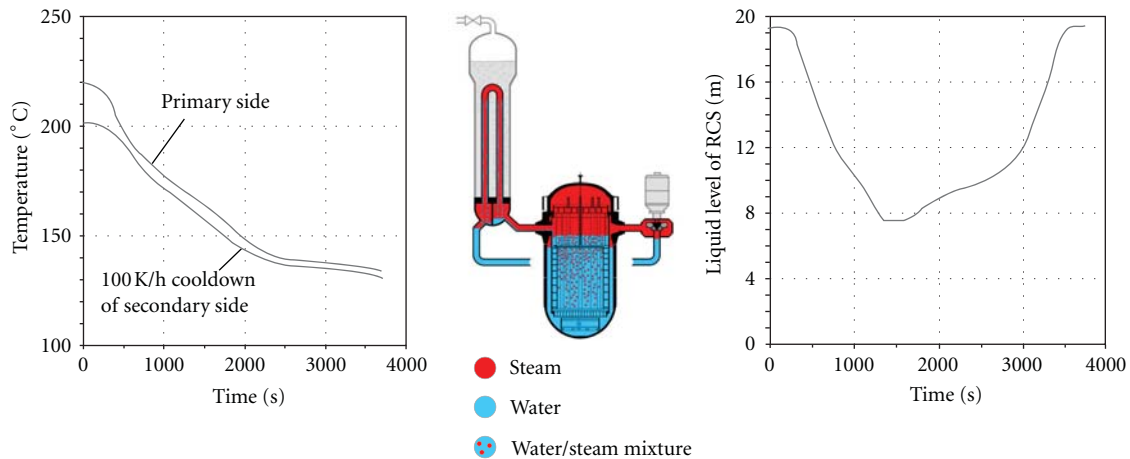 250
200
150
100
Temperature (°C)
Primary side
100 K/h cooldown
of secondary side
0 1000 2000 3000 4000
Time (s)
Steam
Water
Water/steam mixture
20
16
12
8
4
0
Liquid level of RCS (m)
0 1000 2000 3000 4000
Time (s)